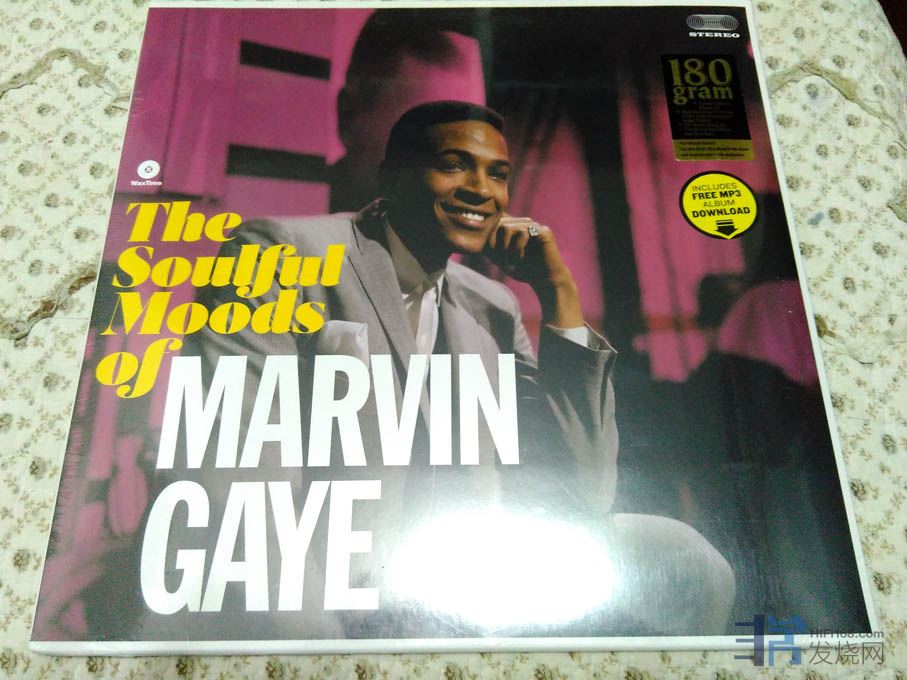 STEREO
180
gram
INCLUDES
FREE MP3
ALBUM
DOWNLOAD
WaxTime
The
Soulful
Moods
of
MARVIN
GAYE
HIFI168.com
发烧网